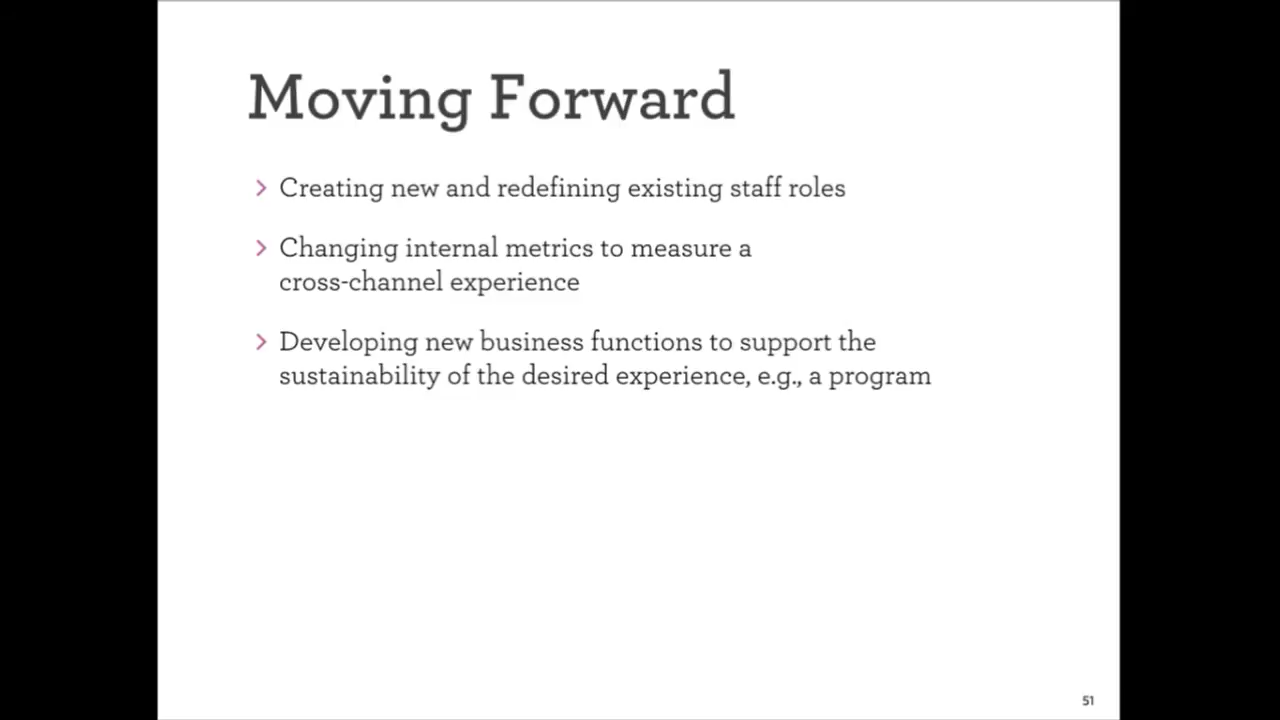 Moving Forward
Creating new and redefining existing staff roles
Changing internal metrics to measure a
cross-channel experience
Developing new business functions to support the
sustainability of the desired experience, e.g., a program
51